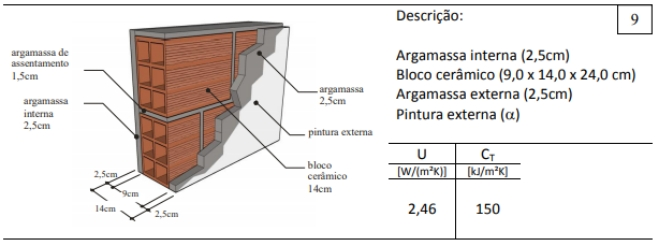 argamassa de
assentamento
1,5cm
argamassa
interna
2,5cm
argamassa
2,5cm
pintura externa
bloco
cerâmico
14cm
2,5cm
9cm
14cm
2,5cm
Descrição:
9
Argamassa interna (2,5cm)
Bloco cerâmico (9,0 x 14,0 x 24,0 cm)
Argamassa externa (2,5cm)
Pintura externa (α)
U CT
[W/(m²K)] [kJ/m²K]
2,46 150